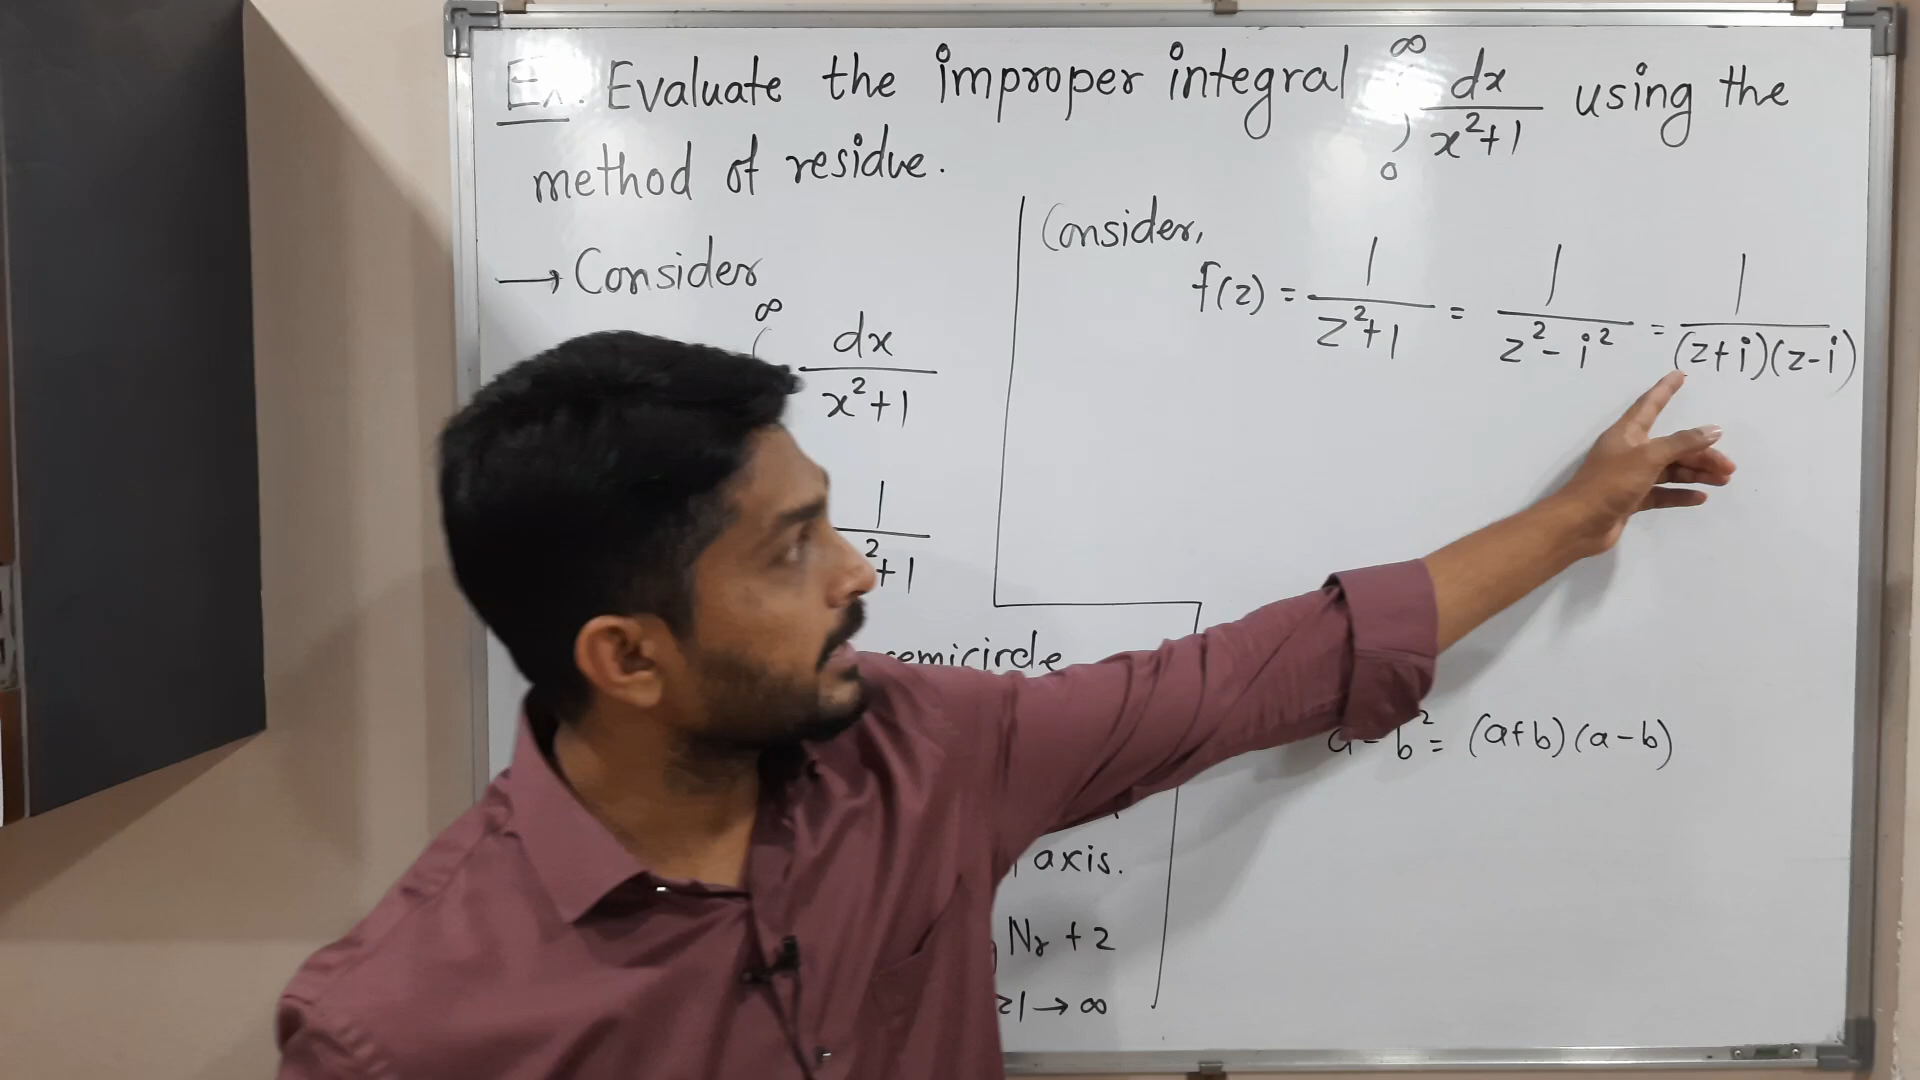 Ex. Evaluate the improper integral ∫₀^∞ dx/(x²+1) using the
method of residue.
→ Consider
∞
dx/(x²+1)
1/(²+1)
semicircle
axis.
Nr + 2
z|→ ∞
Consider,
f(z) = 1/(z²+1) = 1/(z²-i²) = 1/((z+i)(z-i))
a - b² = (a+b)(a-b)